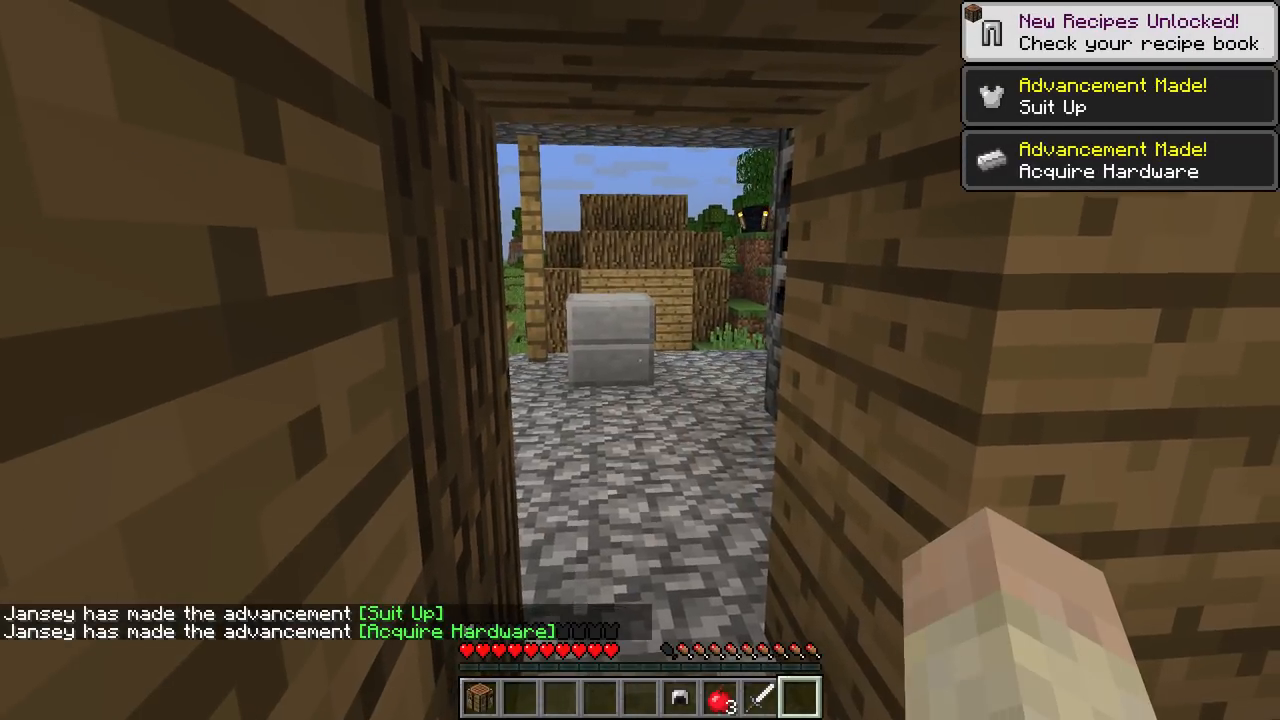 New Recipes Unlocked!
Check your recipe book
Advancement Made!
Suit Up
Advancement Made!
Acquire Hardware
Jansey has made the advancement [Suit Up]
Jansey has made the advancement [Acquire Hardware]
3